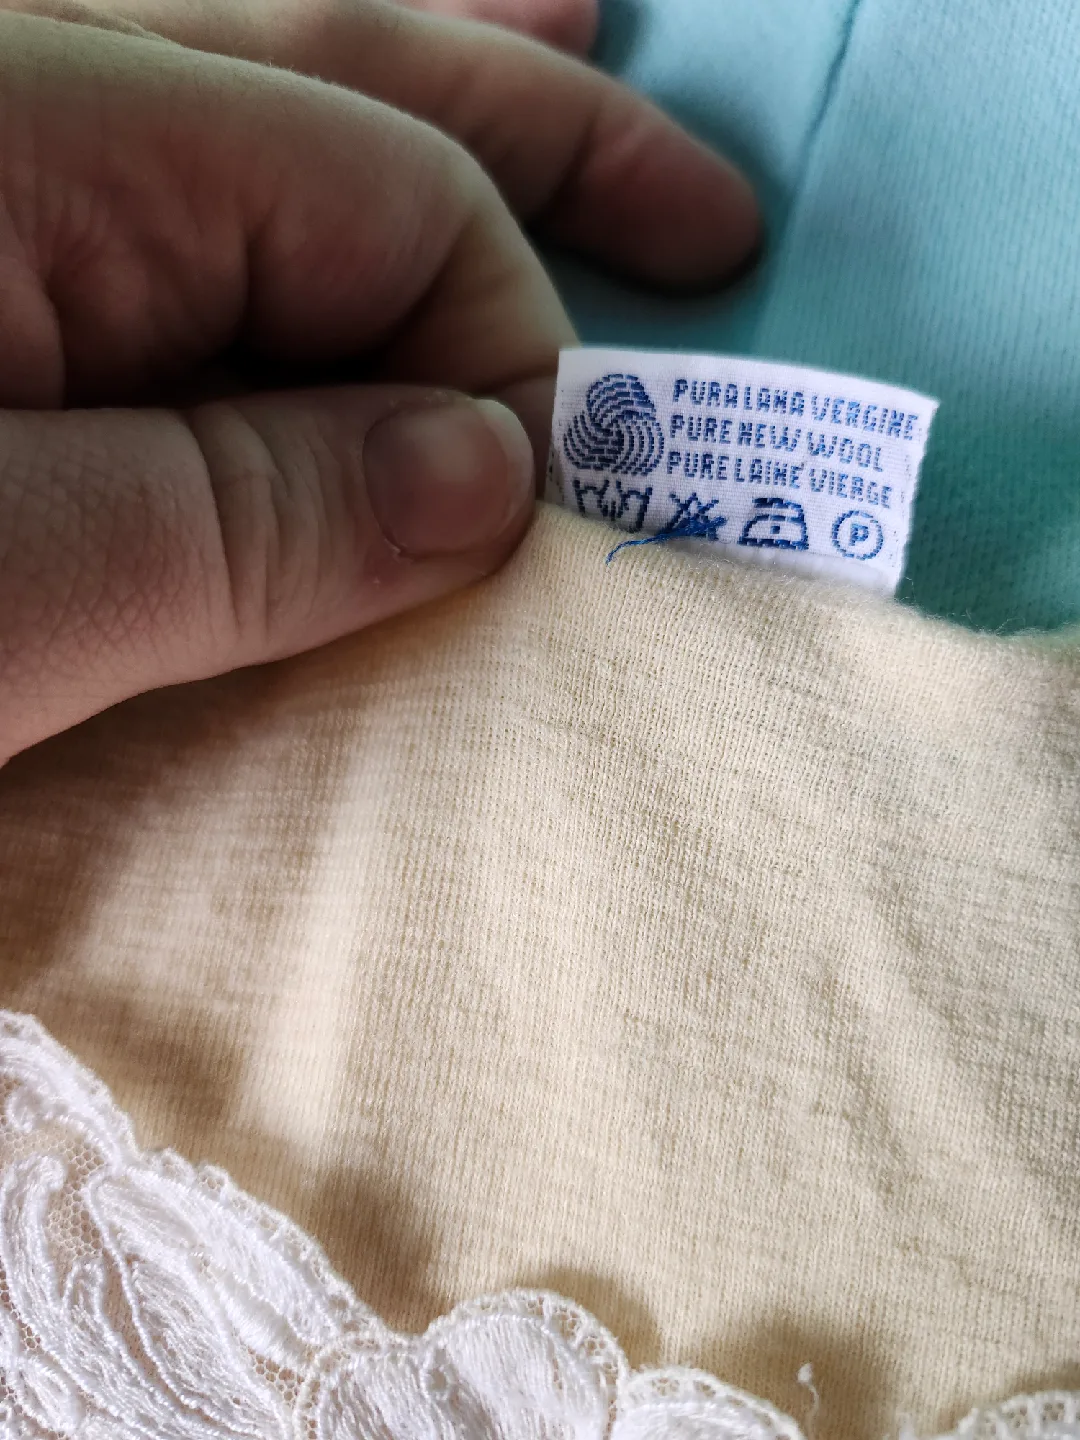 PURA LANA VERGINE
PURE NEW WOOL
PURE LAINE VIERGE
P